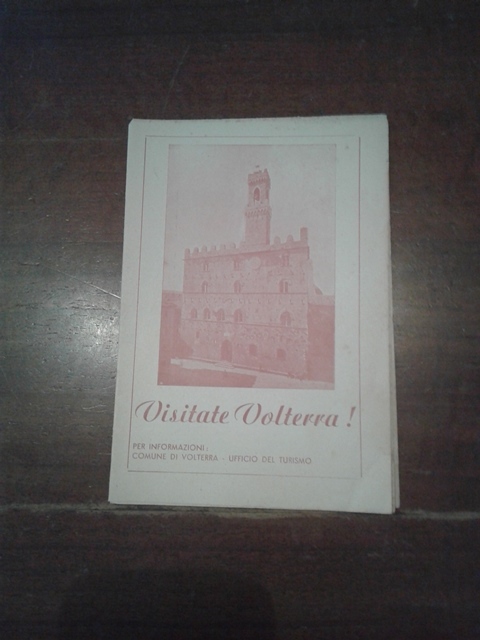 Visitate Volterra!
PER INFORMAZIONI:
COMUNE DI VOLTERRA - UFFICIO DEL TURISMO